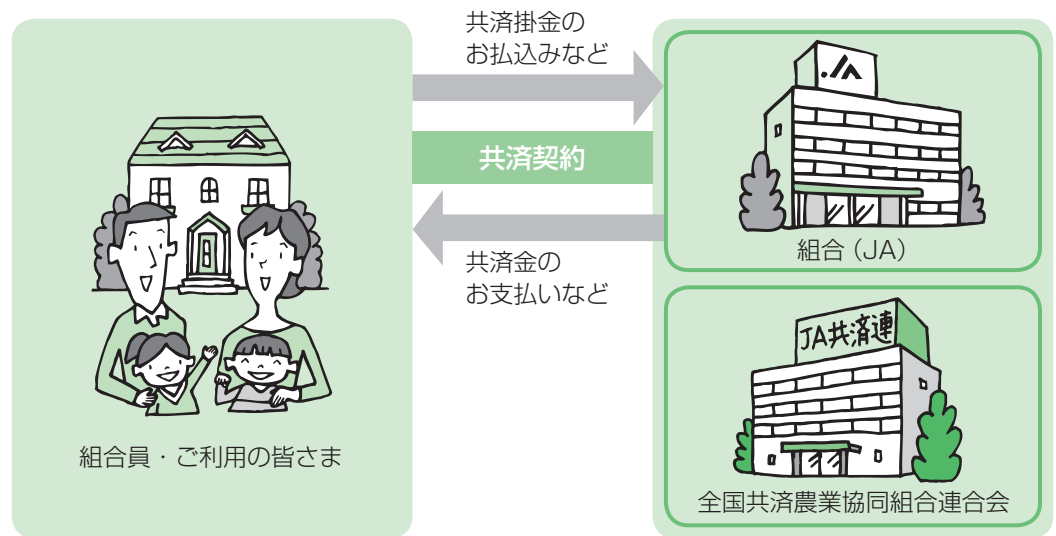 共済掛金の
お払込みなど
共済契約
共済金の
お支払いなど
組合員・ご利用の皆さま
JA
組合（JA）
JA共済連
全国共済農業協同組合連合会